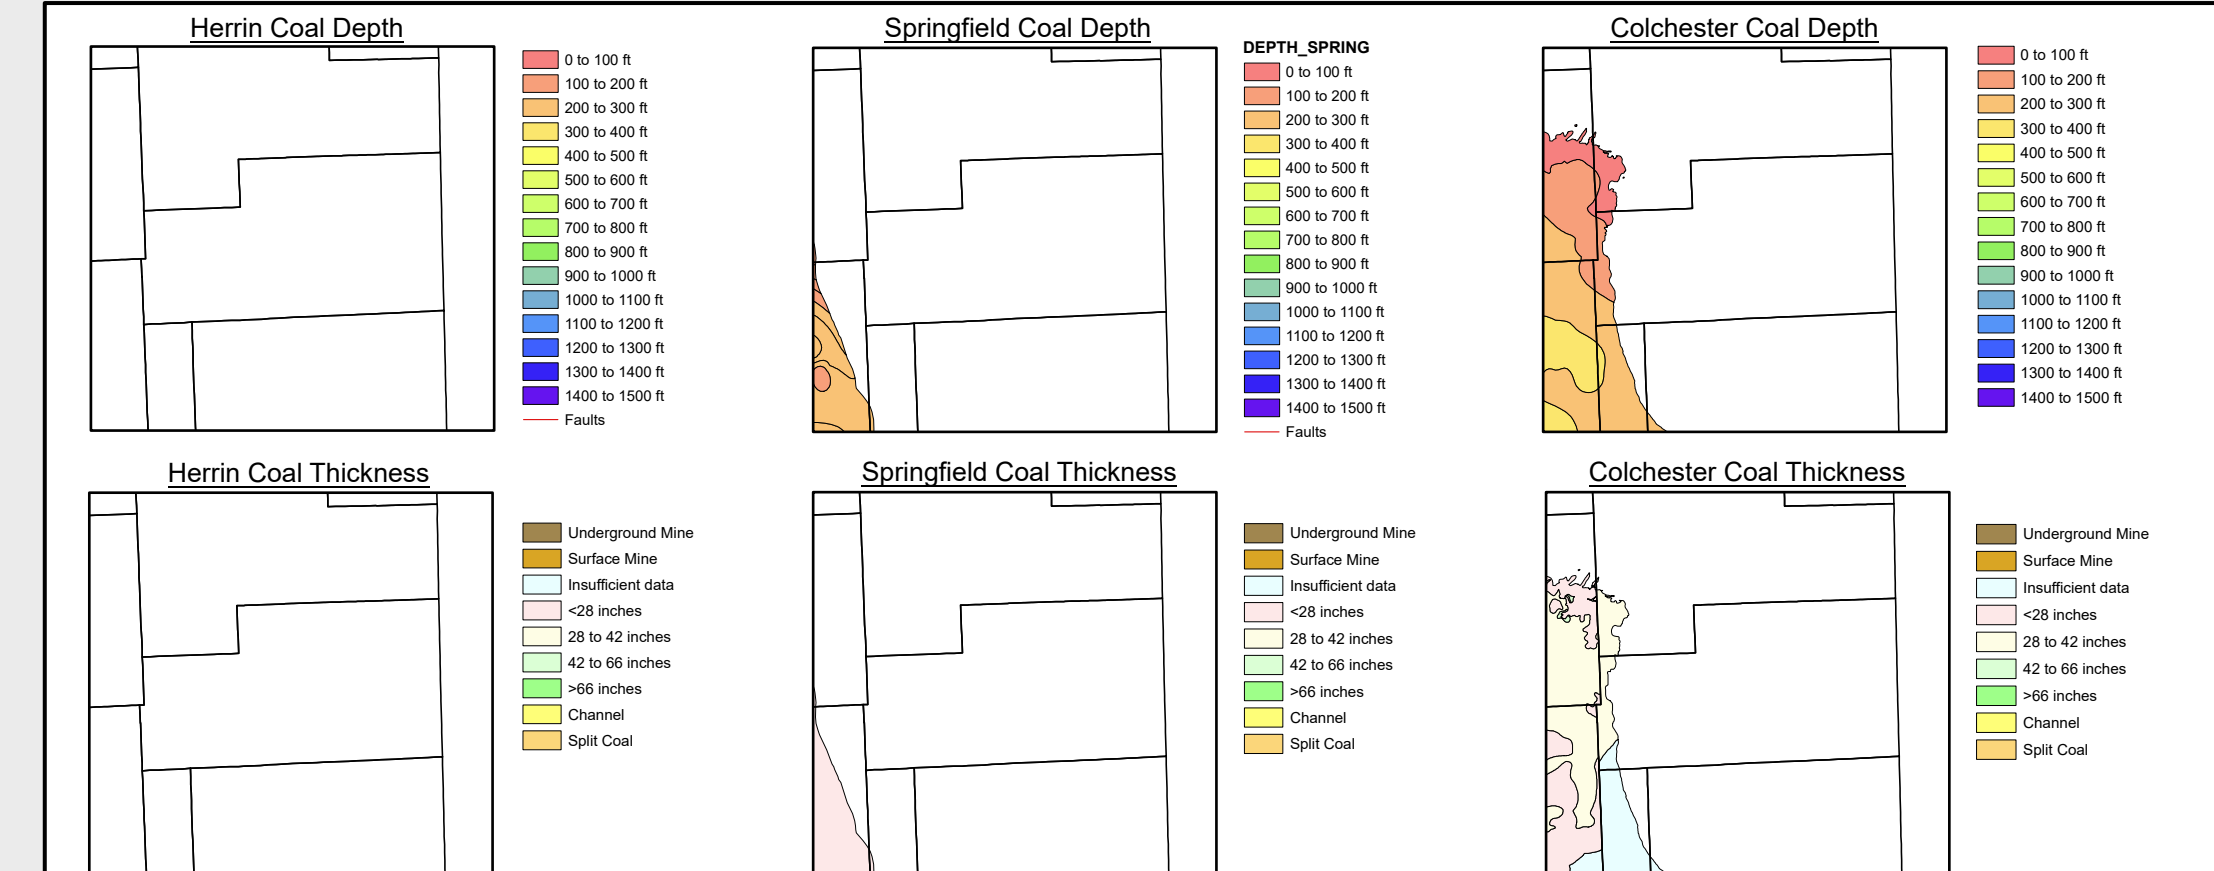 Herrin Coal Depth
0 to 100 ft
100 to 200 ft
200 to 300 ft
300 to 400 ft
400 to 500 ft
500 to 600 ft
600 to 700 ft
700 to 800 ft
800 to 900 ft
900 to 1000 ft
1000 to 1100 ft
1100 to 1200 ft
1200 to 1300 ft
1300 to 1400 ft
1400 to 1500 ft
Faults
Springfield Coal Depth
DEPTH_SPRING
0 to 100 ft
100 to 200 ft
200 to 300 ft
300 to 400 ft
400 to 500 ft
500 to 600 ft
600 to 700 ft
700 to 800 ft
800 to 900 ft
900 to 1000 ft
1000 to 1100 ft
1100 to 1200 ft
1200 to 1300 ft
1300 to 1400 ft
1400 to 1500 ft
Faults
Colchester Coal Depth
0 to 100 ft
100 to 200 ft
200 to 300 ft
300 to 400 ft
400 to 500 ft
500 to 600 ft
600 to 700 ft
700 to 800 ft
800 to 900 ft
900 to 1000 ft
1000 to 1100 ft
1100 to 1200 ft
1200 to 1300 ft
1300 to 1400 ft
1400 to 1500 ft
Herrin Coal Thickness
Underground Mine
Surface Mine
Insufficient data
<28 inches
28 to 42 inches
42 to 66 inches
>66 inches
Channel
Split Coal
Springfield Coal Thickness
Underground Mine
Surface Mine
Insufficient data
<28 inches
28 to 42 inches
42 to 66 inches
>66 inches
Channel
Split Coal
Colchester Coal Thickness
Underground Mine
Surface Mine
Insufficient data
<28 inches
28 to 42 inches
42 to 66 inches
>66 inches
Channel
Split Coal